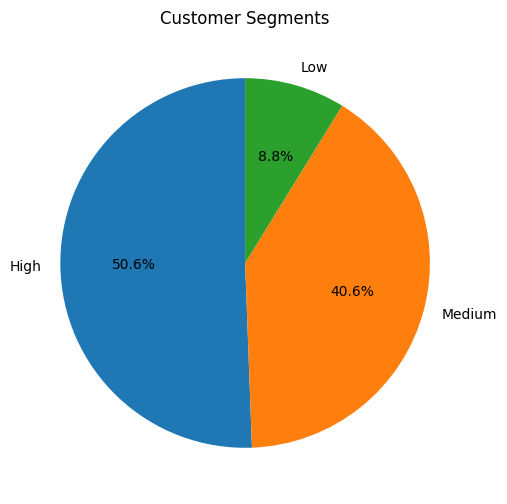 Customer Segments
Low
8.8%
High
50.6%
40.6%
Medium